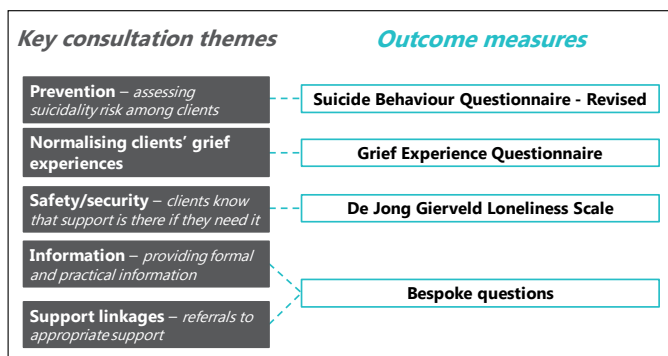 Key consultation themes
Outcome measures
Prevention – assessing
suicidality risk among clients
Suicide Behaviour Questionnaire - Revised
Normalising clients' grief
experiences
Grief Experience Questionnaire
Safety/security – clients know
that support is there if they need it
De Jong Gierveld Loneliness Scale
Information – providing formal
and practical information
Bespoke questions
Support linkages – referrals to
appropriate support